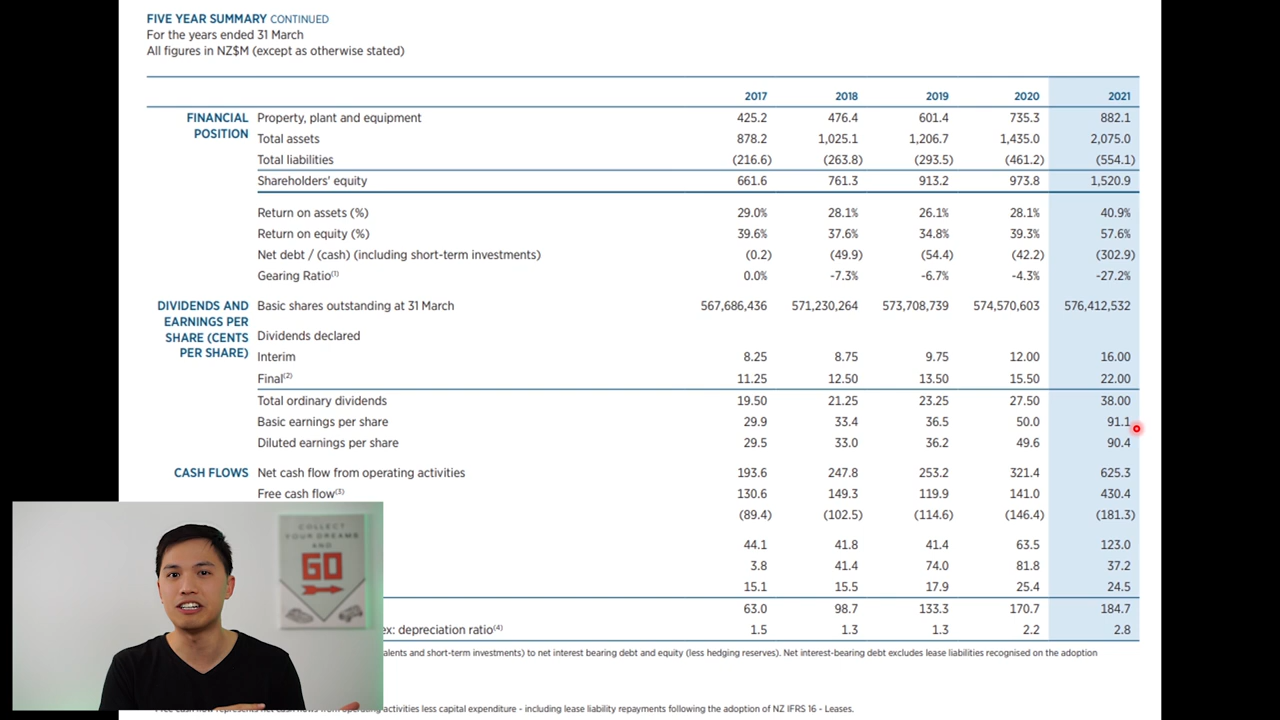 FIVE YEAR SUMMARY CONTINUED
For the years ended 31 March
All figures in NZ$M (except as otherwise stated)
2017 2018 2019 2020 2021
FINANCIAL POSITION
Property, plant and equipment 425.2 476.4 601.4 735.3 882.1
Total assets 878.2 1,025.1 1,206.7 1,435.0 2,075.0
Total liabilities (216.6) (263.8) (293.5) (461.2) (554.1)
Shareholders' equity 661.6 761.3 913.2 973.8 1,520.9
Return on assets (%) 29.0% 28.1% 26.1% 28.1% 40.9%
Return on equity (%) 39.6% 37.6% 34.8% 39.3% 57.6%
Net debt / (cash) (including short-term investments) (0.2) (49.9) (54.4) (42.2) (302.9)
Gearing Ratio(1) 0.0% -7.3% -6.7% -4.3% -27.2%
DIVIDENDS AND EARNINGS PER SHARE (CENTS PER SHARE)
Basic shares outstanding at 31 March 567,686,436 571,230,264 573,708,739 574,570,603 576,412,532
Dividends declared
Interim 8.25 8.75 9.75 12.00 16.00
Final(2) 11.25 12.50 13.50 15.50 22.00
Total ordinary dividends 19.50 21.25 23.25 27.50 38.00
Basic earnings per share 29.9 33.4 36.5 50.0 91.1
Diluted earnings per share 29.5 33.0 36.2 49.6 90.4
CASH FLOWS
Net cash flow from operating activities 193.6 247.8 253.2 321.4 625.3
Free cash flow(3) 130.6 149.3 119.9 141.0 430.4
(89.4) (102.5) (114.6) (146.4) (181.3)
44.1 41.8 41.4 63.5 123.0
3.8 41.4 74.0 81.8 37.2
15.1 15.5 17.9 25.4 24.5
63.0 98.7 133.3 170.7 184.7
ex: depreciation ratio(4) 1.5 1.3 1.3 2.2 2.8
alents and short-term investments) to net interest bearing debt and equity (less hedging reserves). Net interest-bearing debt excludes lease liabilities recognised on the adoption
Free cash flow represents net cash flows from operating activities less capital expenditure - including lease liability repayments following the adoption of NZ IFRS 16 - Leases.
COLLECT
YOUR DREAMS
AND
GO